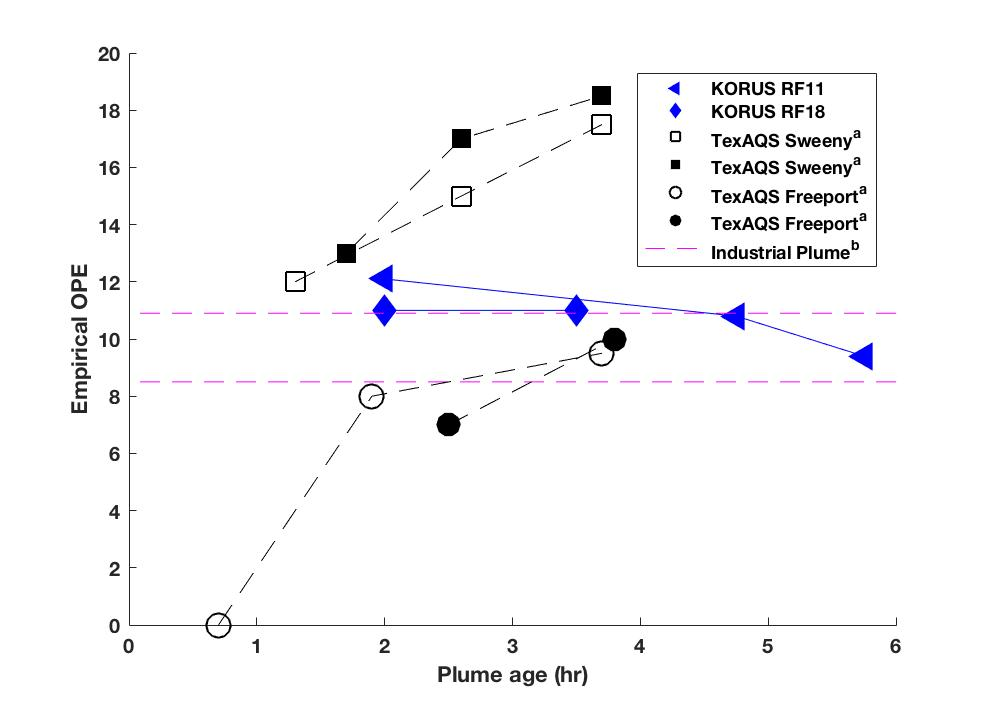 20
18
16
14
12
10
8
6
4
2
0
Empirical OPE
0 1 2 3 4 5 6
Plume age (hr)
KORUS RF11
KORUS RF18
TexAQS Sweeny^a
TexAQS Sweeny^a
TexAQS Freeport^a
TexAQS Freeport^a
Industrial Plume^b